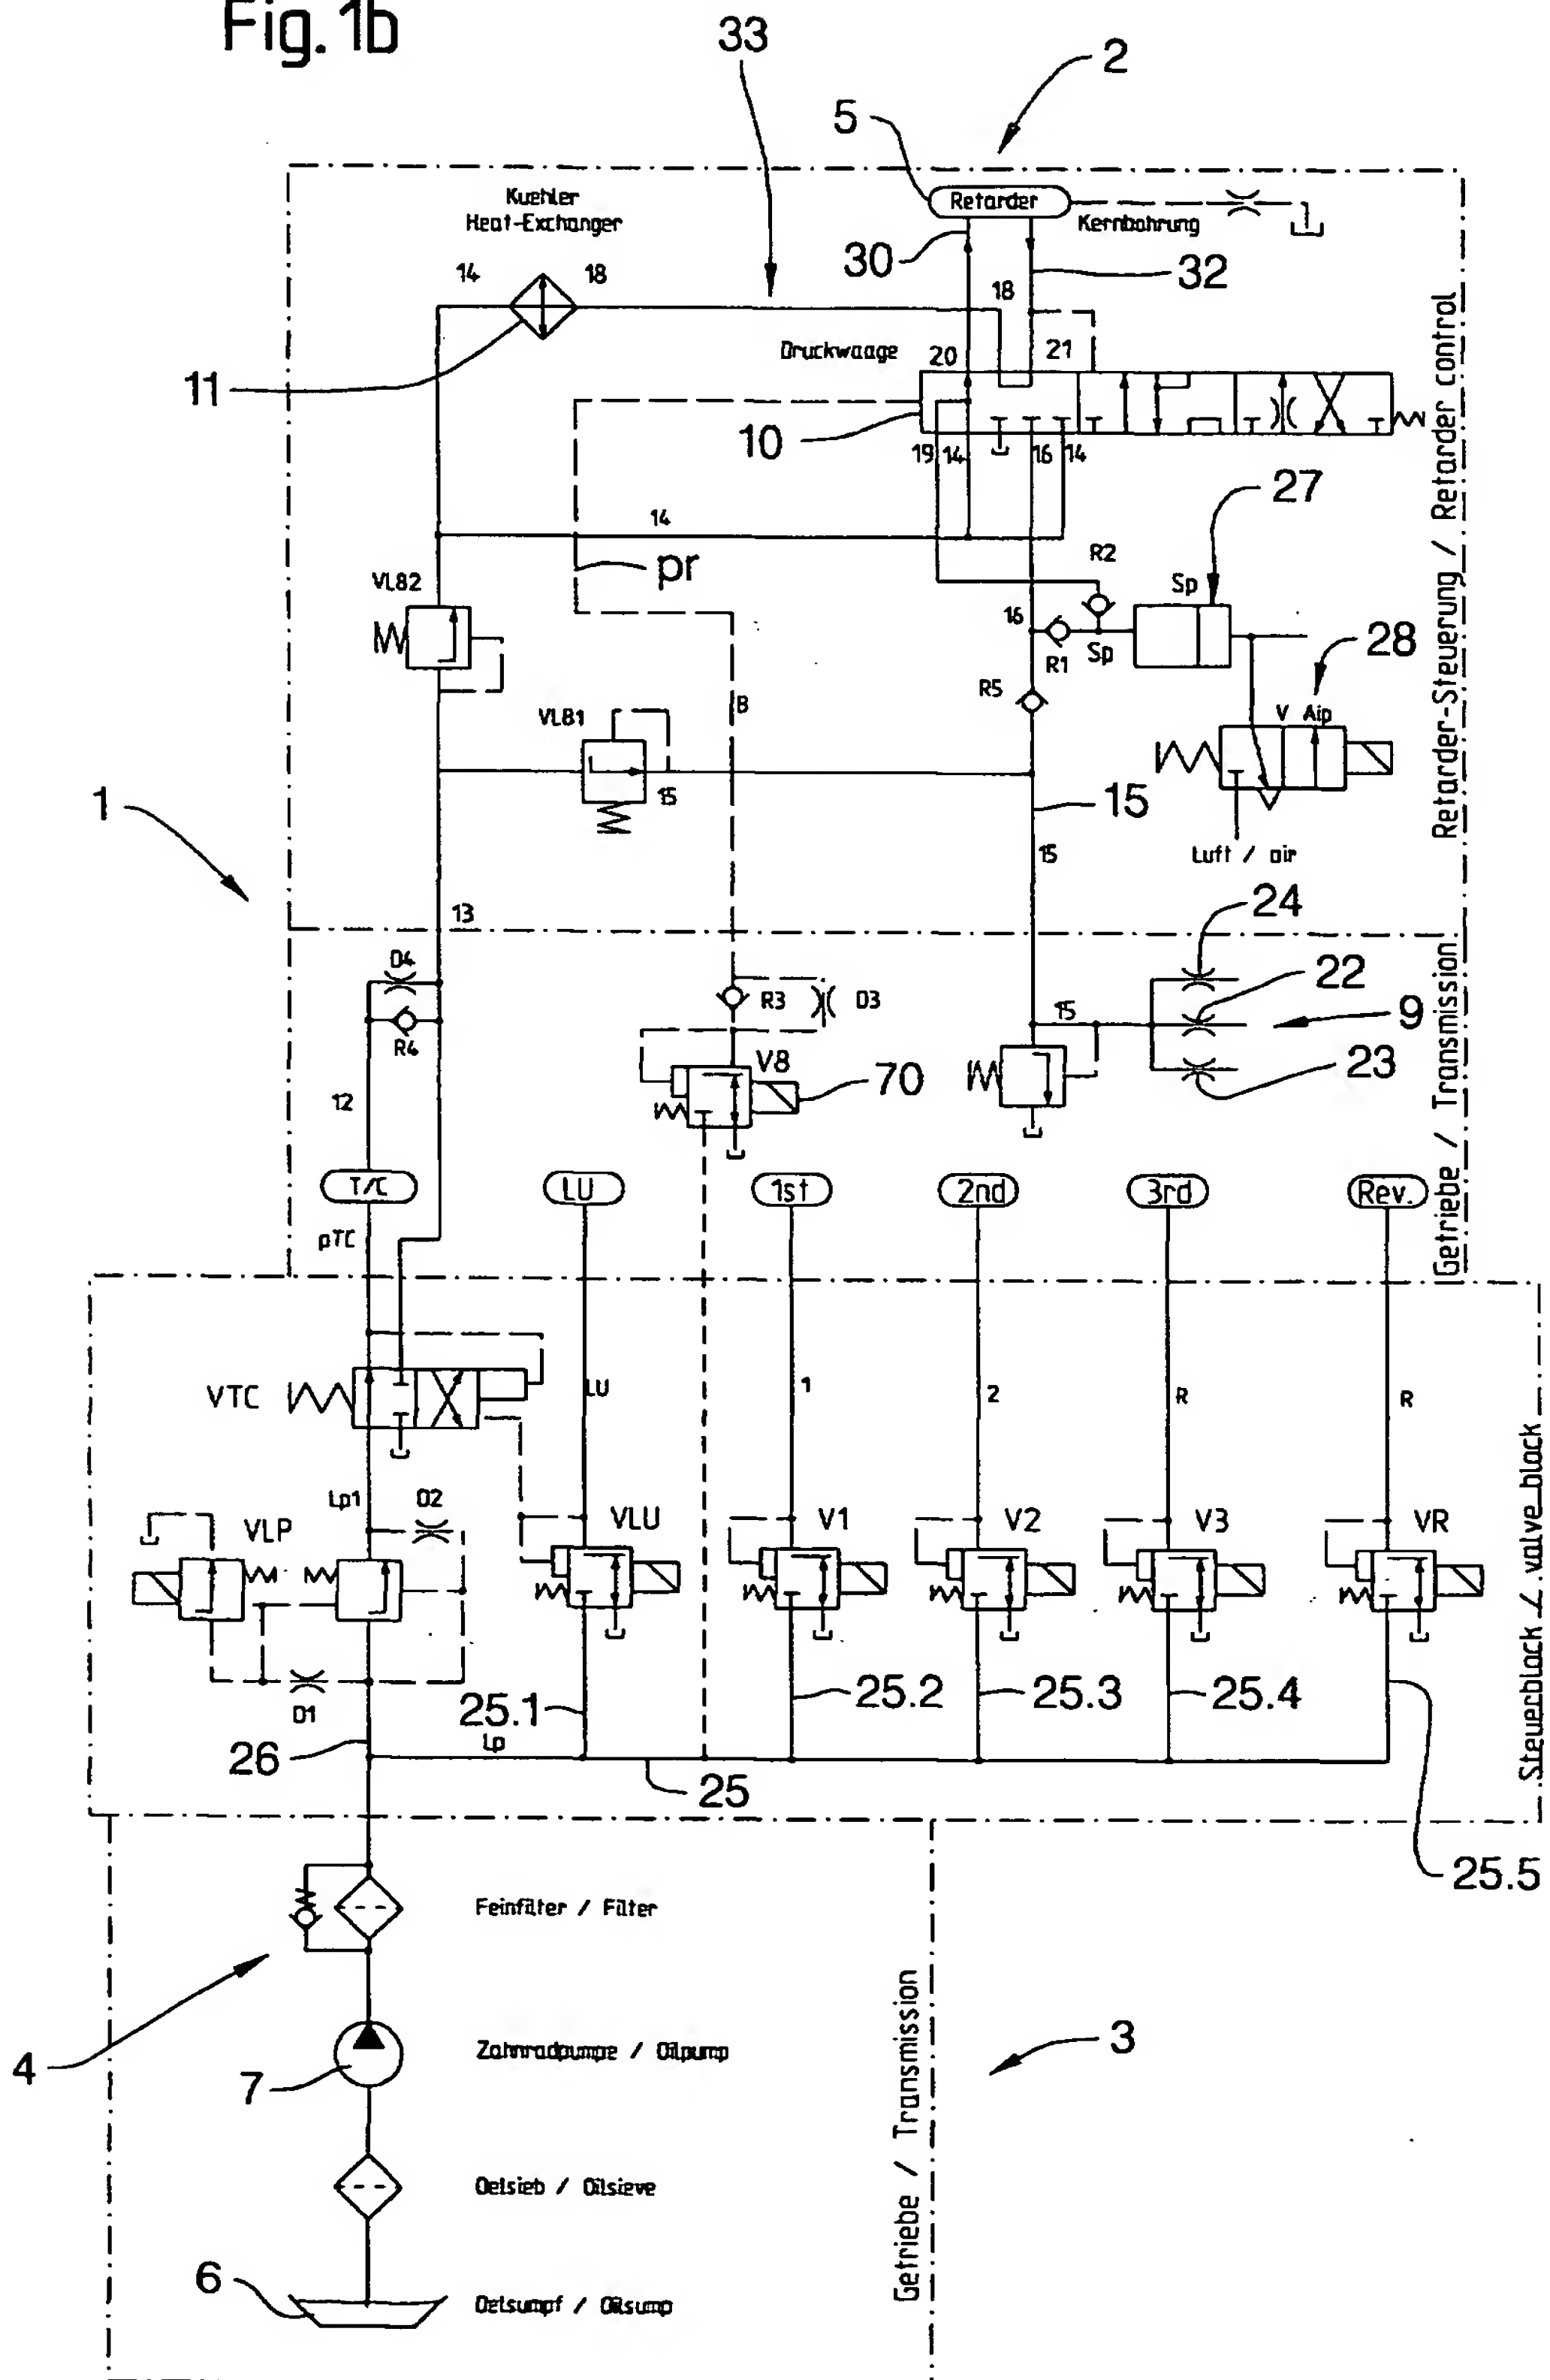 Fig. 1b
33
2
5
Kuehler
Heat-Exchanger
Retarder
Kernbohrung
30
32
14
18
18
11
Druckwaage
20
21
10
19
14
16
14
14
pr
R2
27
VL82
Sp
16
R1
Sp
28
R5
VL81
B
V
15
15
1
15
Luft / air
Retarder-Steuerung / Retarder control
13
24
D4
R3
D3
22
15
9
R4
V8
70
23
12
Getriebe / Transmission
T/C
LU
1st
2nd
3rd
Rev.
pTC
VTC
LU
1
2
R
R
Lp1
D2
VLP
VLU
V1
V2
V3
VR
D1
25.1
25.2
25.3
25.4
26
Lp
25
Steuerblock / valve block
25.5
Feinfilter / Filter
4
Zahnradpumpe / Oilpump
7
3
Oelsieb / Oilsieve
6
Oelsumpf / Oilsump
Getriebe / Transmission